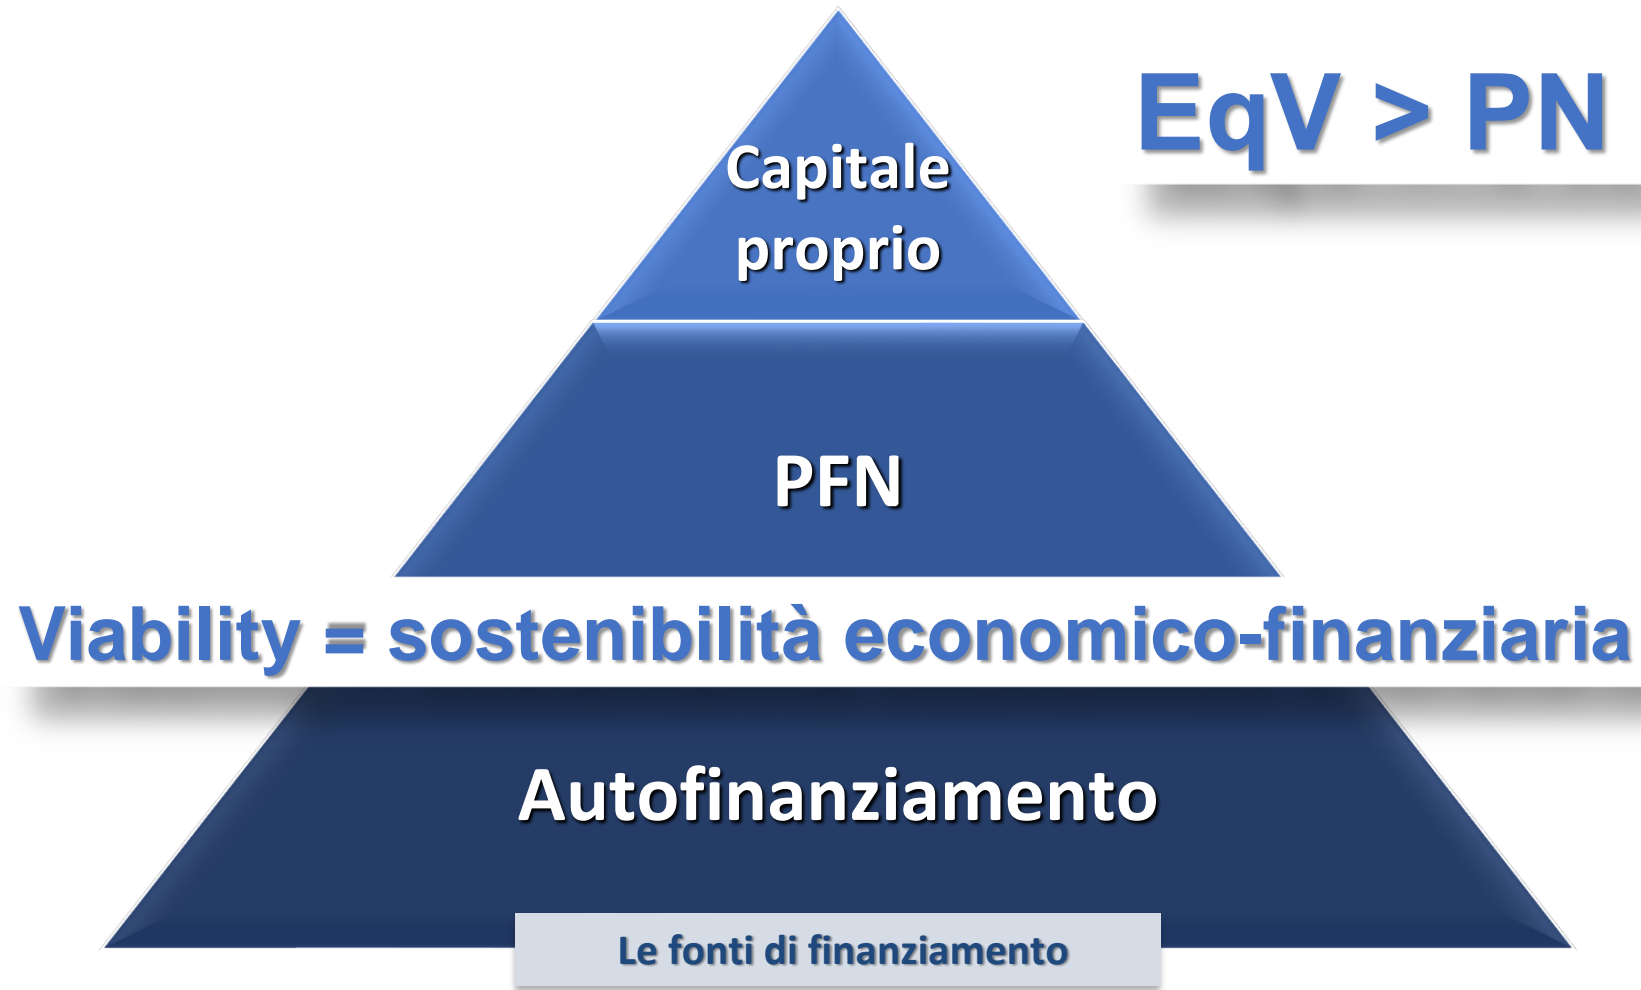 EqV > PN
Capitale
proprio
PFN
Viability = sostenibilità economico-finanziaria
Autofinanziamento
Le fonti di finanziamento